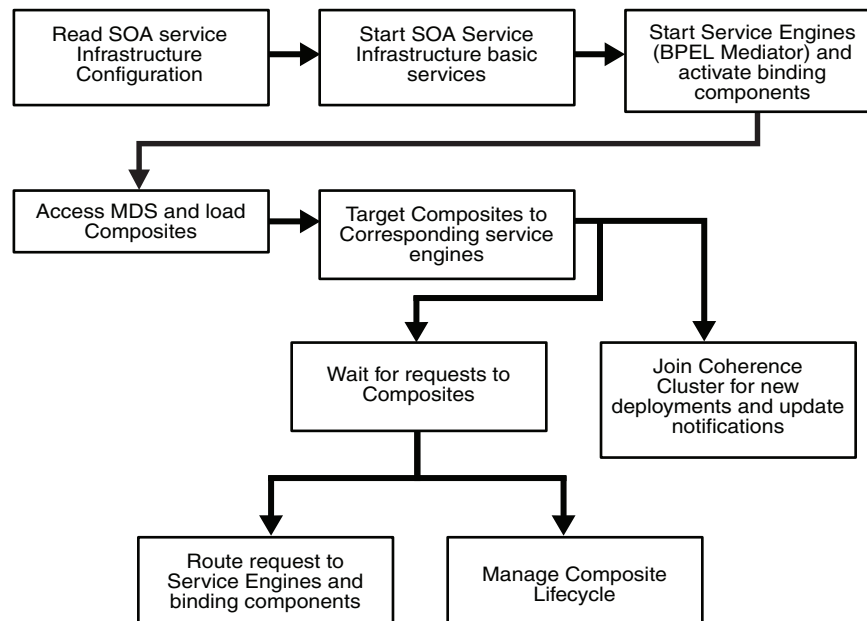 Read SOA service
Infrastructure
Configuration
Start SOA Service
Infrastructure basic
services
Start Service Engines
(BPEL Mediator) and
activate binding
components
Access MDS and load
Composites
Target Composites to
Corresponding service
engines
Wait for requests to
Composites
Join Coherence
Cluster for new
deployments and update
notifications
Route request to
Service Engines and
binding components
Manage Composite
Lifecycle